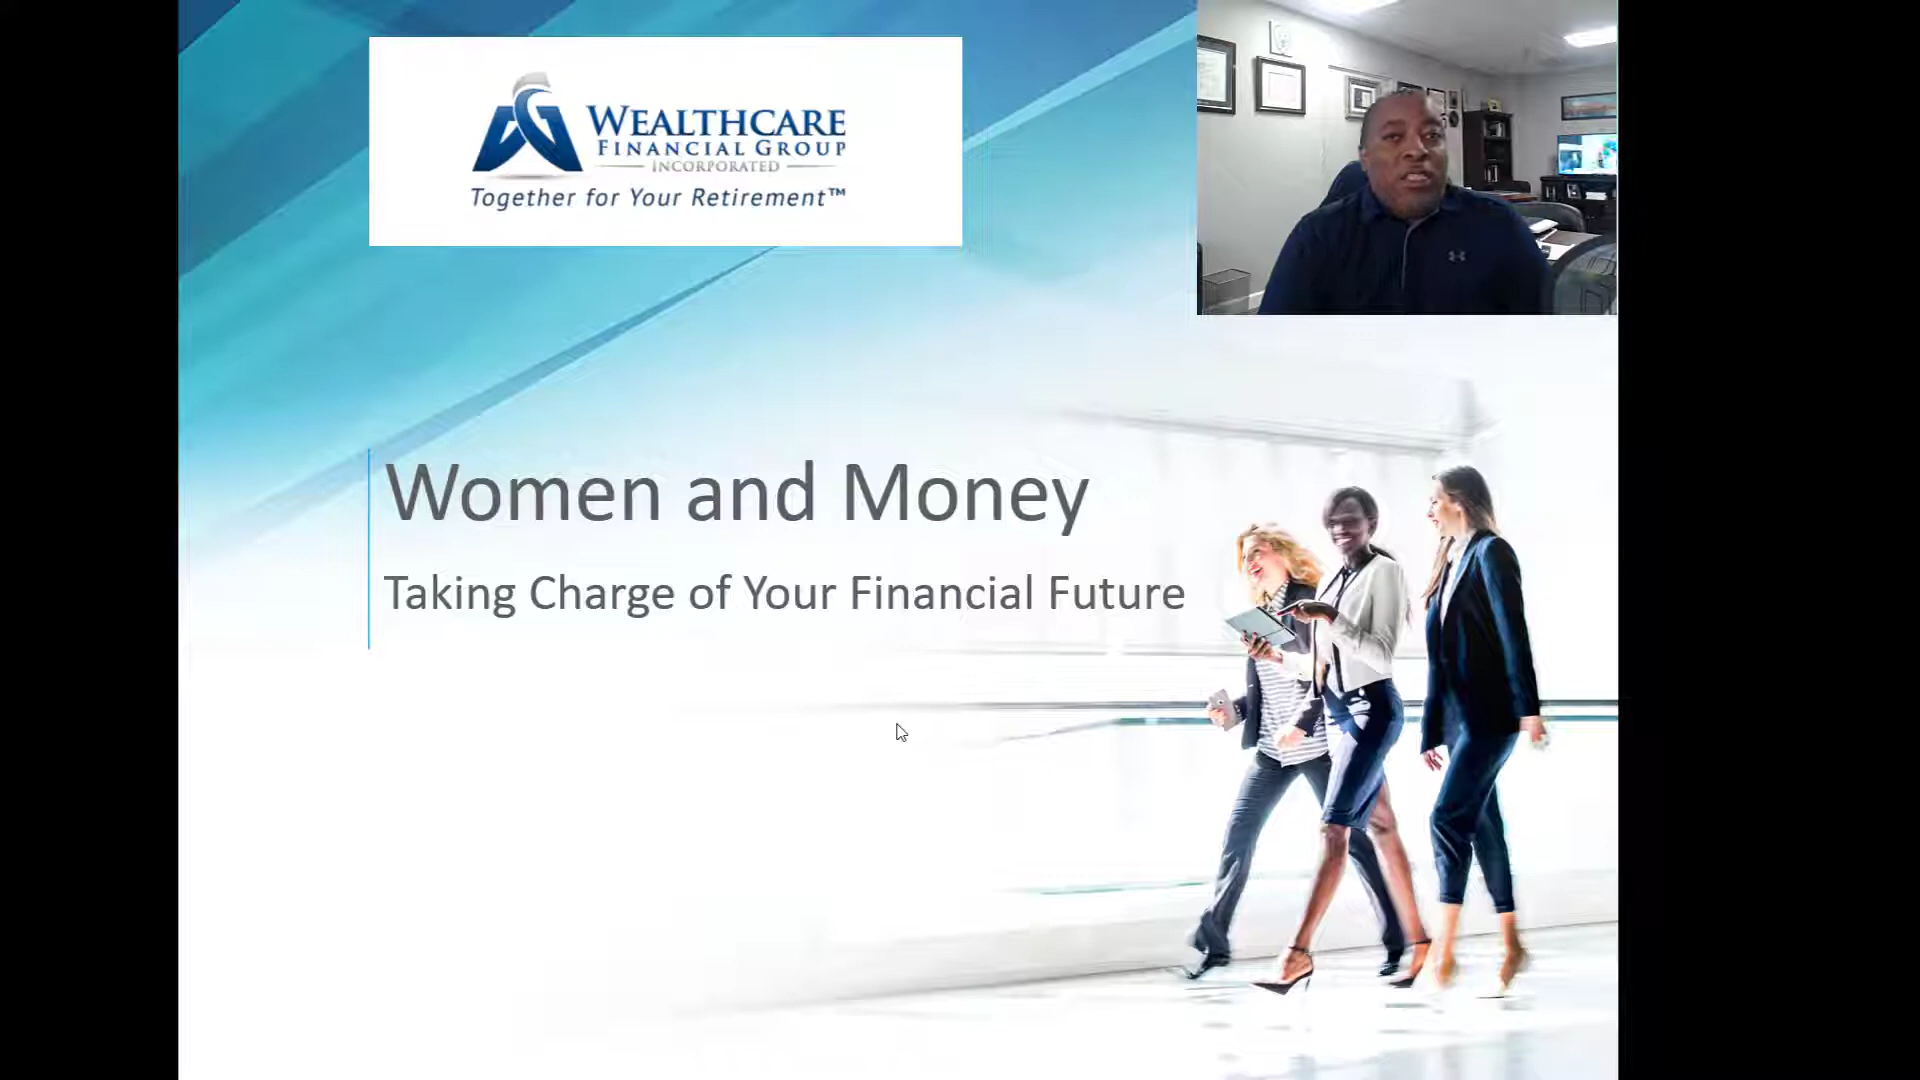 WEALTHCARE
FINANCIAL GROUP
INCORPORATED
Together for Your Retirement™
Women and Money
Taking Charge of Your Financial Future